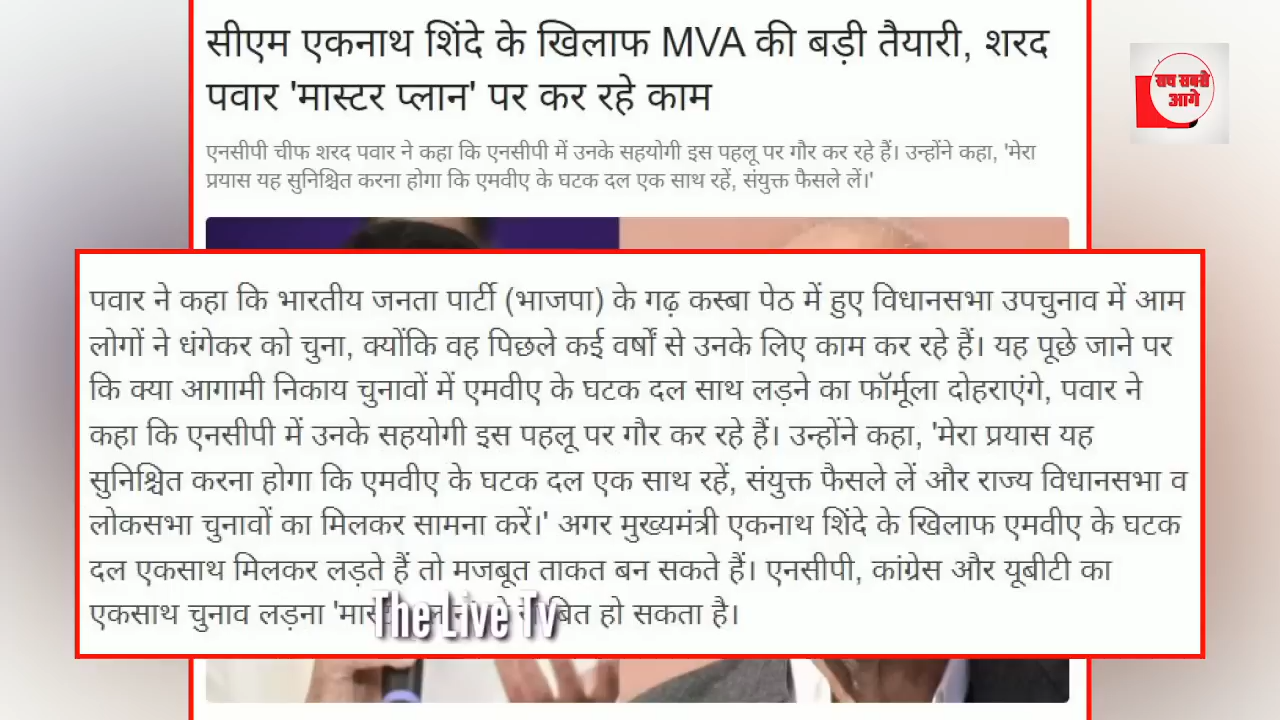 सीएम एकनाथ शिंदे के खिलाफ MVA की बड़ी तैयारी, शरद
पवार 'मास्टर प्लान' पर कर रहे काम
सच सबसे
आगे
एनसीपी चीफ शरद पवार ने कहा कि एनसीपी में उनके सहयोगी इस पहलू पर गौर कर रहे हैं। उन्होंने कहा, 'मेरा
प्रयास यह सुनिश्चित करना होगा कि एमवीए के घटक दल एक साथ रहें, संयुक्त फैसले लें।'
पवार ने कहा कि भारतीय जनता पार्टी (भाजपा) के गढ़ कस्बा पेठ में हुए विधानसभा उपचुनाव में आम
लोगों ने धंगेकर को चुना, क्योंकि वह पिछले कई वर्षों से उनके लिए काम कर रहे हैं। यह पूछे जाने पर
कि क्या आगामी निकाय चुनावों में एमवीए के घटक दल साथ लड़ने का फॉर्मूला दोहराएंगे, पवार ने
कहा कि एनसीपी में उनके सहयोगी इस पहलू पर गौर कर रहे हैं। उन्होंने कहा, 'मेरा प्रयास यह
सुनिश्चित करना होगा कि एमवीए के घटक दल एक साथ रहें, संयुक्त फैसले लें और राज्य विधानसभा व
लोकसभा चुनावों का मिलकर सामना करें।' अगर मुख्यमंत्री एकनाथ शिंदे के खिलाफ एमवीए के घटक
दल एकसाथ मिलकर लड़ते हैं तो मजबूत ताकत बन सकते हैं। एनसीपी, कांग्रेस और यूबीटी का
एकसाथ चुनाव लड़ना हो सकता है।
The Live Tv